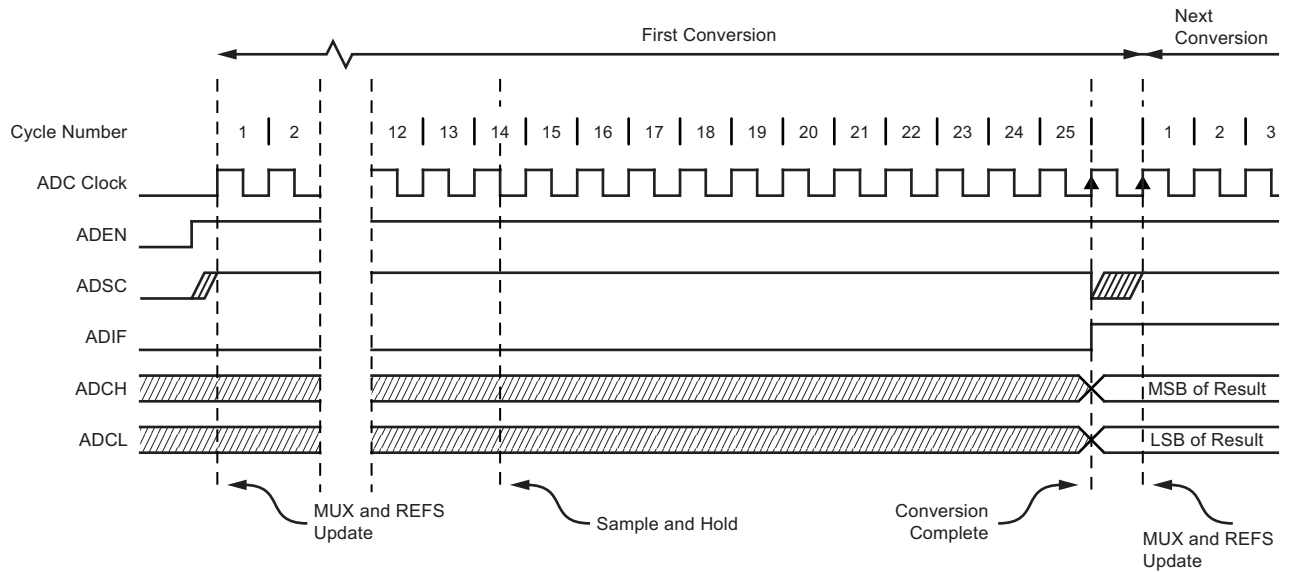 First Conversion
Next
Conversion
Cycle Number 1 2 12 13 14 15 16 17 18 19 20 21 22 23 24 25 1 2 3
ADC Clock
ADEN
ADSC
ADIF
ADCH MSB of Result
ADCL LSB of Result
MUX and REFS
Update
Sample and Hold
Conversion
Complete
MUX and REFS
Update